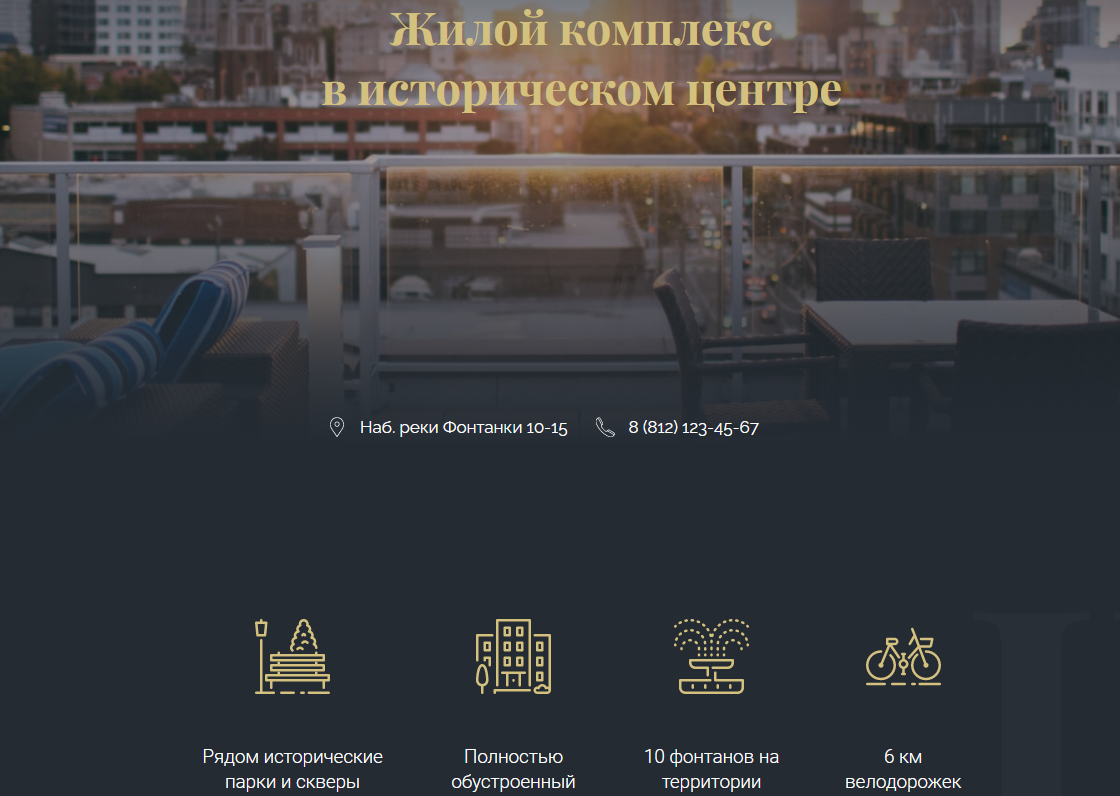 Жилой комплекс
в историческом центре
Наб. реки Фонтанки 10-15
8 (812) 123-45-67
Рядом исторические
парки и скверы
Полностью
обустроенный
10 фонтанов на
территории
6 км
велодорожек